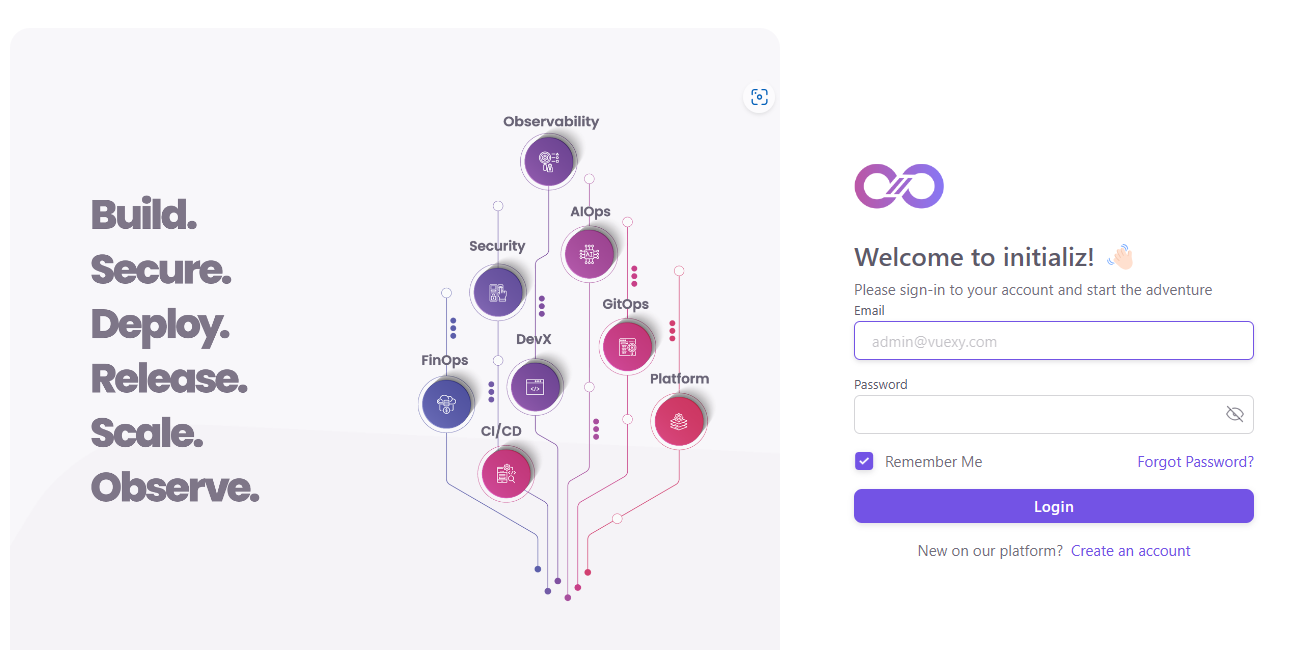 Build.
Secure.
Deploy.
Release.
Scale.
Observe.
Observability
AIOps
Security
GitOps
DevX
FinOps
Platform
CI/CD
AI
Welcome to initializ! 👋🏻
Please sign-in to your account and start the adventure
Email
admin@vuexy.com
Password
Remember Me Forgot Password?
Login
New on our platform? Create an account